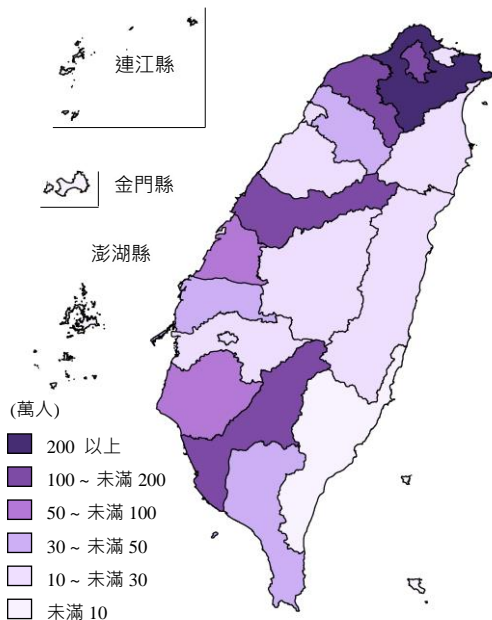 連江縣
金門縣
澎湖縣
(萬人)
200 以上
100 ~ 未滿 200
50 ~ 未滿 100
30 ~ 未滿 50
10 ~ 未滿 30
未滿 10